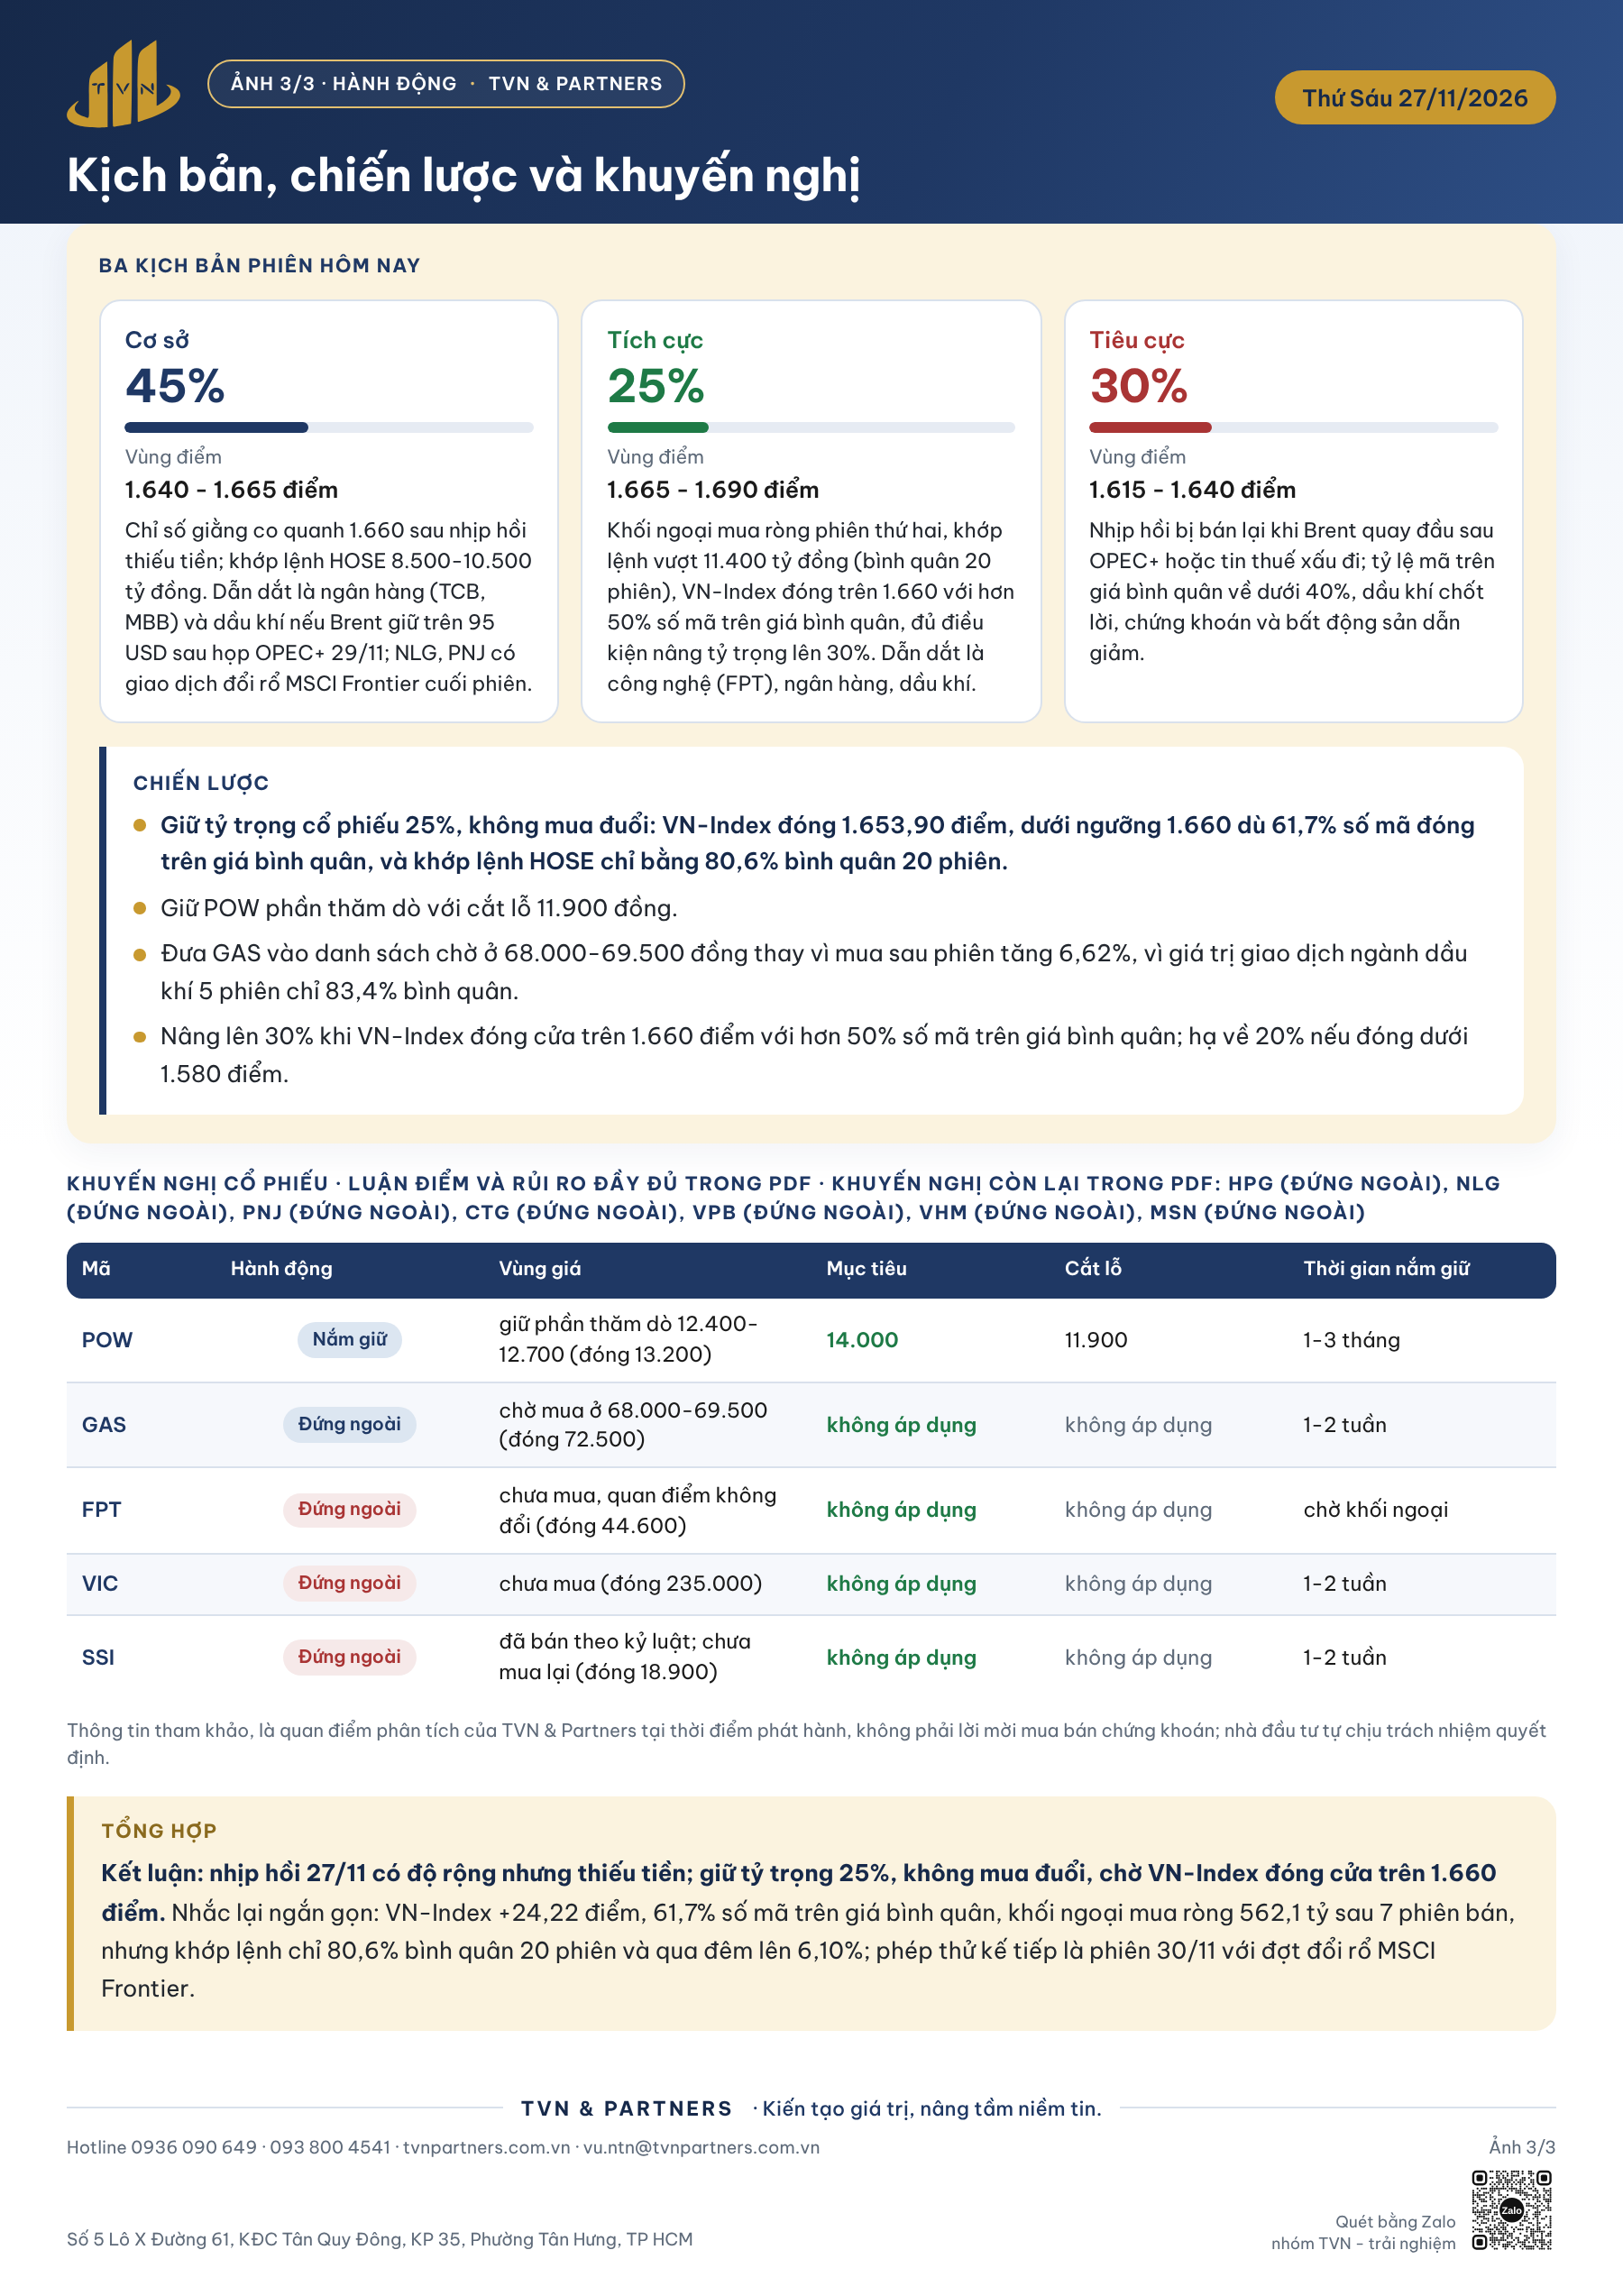 TVN
ẢNH 3/3 · HÀNH ĐỘNG · TVN & PARTNERS
Thứ Sáu 27/11/2026
Kịch bản, chiến lược và khuyến nghị
BA KỊCH BẢN PHIÊN HÔM NAY
Cơ sở
45%
Vùng điểm
1.640 - 1.665 điểm
Chỉ số giằng co quanh 1.660 sau nhịp hồi
thiếu tiền; khớp lệnh HOSE 8.500-10.500
tỷ đồng. Dẫn dắt là ngân hàng (TCB,
MBB) và dầu khí nếu Brent giữ trên 95
USD sau họp OPEC+ 29/11; NLG, PNJ có
giao dịch đổi rổ MSCI Frontier cuối phiên.
Tích cực
25%
Vùng điểm
1.665 - 1.690 điểm
Khối ngoại mua ròng phiên thứ hai, khớp
lệnh vượt 11.400 tỷ đồng (bình quân 20
phiên), VN-Index đóng trên 1.660 với hơn
50% số mã trên giá bình quân, đủ điều
kiện nâng tỷ trọng lên 30%. Dẫn dắt là
công nghệ (FPT), ngân hàng, dầu khí.
Tiêu cực
30%
Vùng điểm
1.615 - 1.640 điểm
Nhịp hồi bị bán lại khi Brent quay đầu sau
OPEC+ hoặc tin thuế xấu đi; tỷ lệ mã trên
giá bình quân về dưới 40%, dầu khí chốt
lời, chứng khoán và bất động sản dẫn
giảm.
CHIẾN LƯỢC
Giữ tỷ trọng cổ phiếu 25%, không mua đuổi: VN-Index đóng 1.653,90 điểm, dưới ngưỡng 1.660 dù 61,7% số mã đóng
trên giá bình quân, và khớp lệnh HOSE chỉ bằng 80,6% bình quân 20 phiên.
Giữ POW phần thăm dò với cắt lỗ 11.900 đồng.
Đưa GAS vào danh sách chờ ở 68.000-69.500 đồng thay vì mua sau phiên tăng 6,62%, vì giá trị giao dịch ngành dầu
khí 5 phiên chỉ 83,4% bình quân.
Nâng lên 30% khi VN-Index đóng cửa trên 1.660 điểm với hơn 50% số mã trên giá bình quân; hạ về 20% nếu đóng dưới
1.580 điểm.
KHUYẾN NGHỊ CỔ PHIẾU · LUẬN ĐIỂM VÀ RỦI RO ĐẦY ĐỦ TRONG PDF · KHUYẾN NGHỊ CÒN LẠI TRONG PDF: HPG (ĐỨNG NGOÀI), NLG
(ĐỨNG NGOÀI), PNJ (ĐỨNG NGOÀI), CTG (ĐỨNG NGOÀI), VPB (ĐỨNG NGOÀI), VHM (ĐỨNG NGOÀI), MSN (ĐỨNG NGOÀI)
Mã Hành động Vùng giá Mục tiêu Cắt lỗ Thời gian nắm giữ
POW Nắm giữ giữ phần thăm dò 12.400-
12.700 (đóng 13.200) 14.000 11.900 1-3 tháng
GAS Đứng ngoài chờ mua ở 68.000-69.500
(đóng 72.500) không áp dụng không áp dụng 1-2 tuần
FPT Đứng ngoài chưa mua, quan điểm không
đổi (đóng 44.600) không áp dụng không áp dụng chờ khối ngoại
VIC Đứng ngoài chưa mua (đóng 235.000) không áp dụng không áp dụng 1-2 tuần
SSI Đứng ngoài đã bán theo kỷ luật; chưa
mua lại (đóng 18.900) không áp dụng không áp dụng 1-2 tuần
Thông tin tham khảo, là quan điểm phân tích của TVN & Partners tại thời điểm phát hành, không phải lời mời mua bán chứng khoán; nhà đầu tư tự chịu trách nhiệm quyết
định.
TỔNG HỢP
Kết luận: nhịp hồi 27/11 có độ rộng nhưng thiếu tiền; giữ tỷ trọng 25%, không mua đuổi, chờ VN-Index đóng cửa trên 1.660
điểm. Nhắc lại ngắn gọn: VN-Index +24,22 điểm, 61,7% số mã trên giá bình quân, khối ngoại mua ròng 562,1 tỷ sau 7 phiên bán,
nhưng khớp lệnh chỉ 80,6% bình quân 20 phiên và qua đêm lên 6,10%; phép thử kế tiếp là phiên 30/11 với đợt đổi rổ MSCI
Frontier.
TVN & PARTNERS · Kiến tạo giá trị, nâng tầm niềm tin.
Hotline 0936 090 649 · 093 800 4541 · tvnpartners.com.vn · vu.ntn@tvnpartners.com.vn
Ảnh 3/3
Zalo
Quét bằng Zalo
nhóm TVN - trải nghiệm
Số 5 Lô X Đường 61, KĐC Tân Quy Đông, KP 35, Phường Tân Hưng, TP HCM